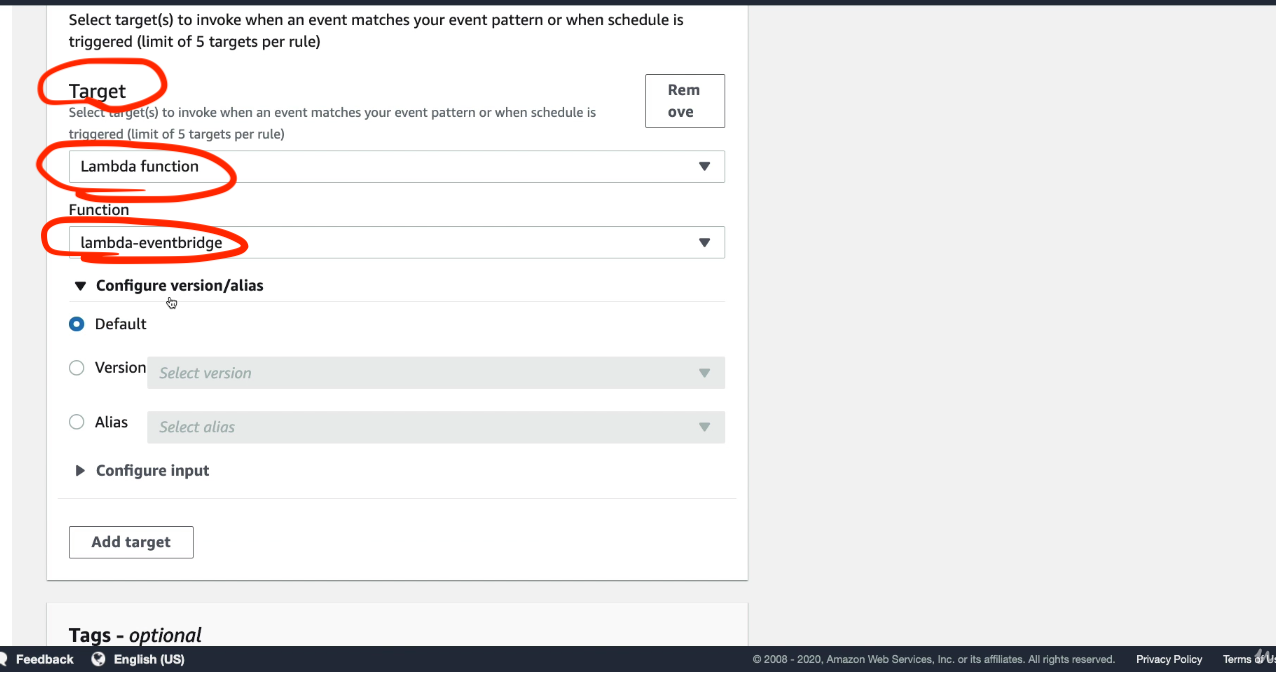 Select target(s) to invoke when an event matches your event pattern or when schedule is
triggered (limit of 5 targets per rule)
Target
Rem
ove
Select target(s) to invoke when an event matches your event pattern or when schedule is
triggered (limit of 5 targets per rule)
Lambda function
Function
lambda-eventbridge
Configure version/alias
Default
Version
Select version
Alias
Select alias
Configure input
Add target
Tags - optional
Feedback
English (US)
© 2008 - 2020, Amazon Web Services, Inc. or its affiliates. All rights reserved.
Privacy Policy
Terms of Us